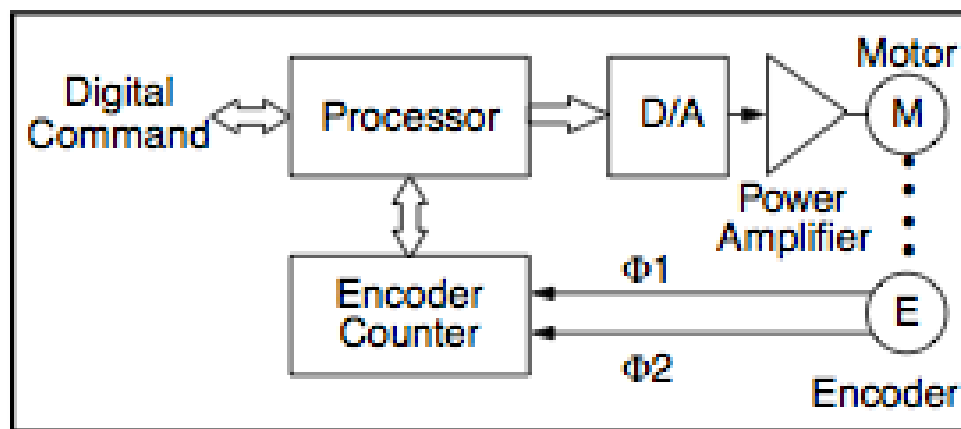 Digital
Command
Processor
D/A
Motor
M
Power
Amplifier
Encoder
Counter
Φ1
Φ2
E
Encoder